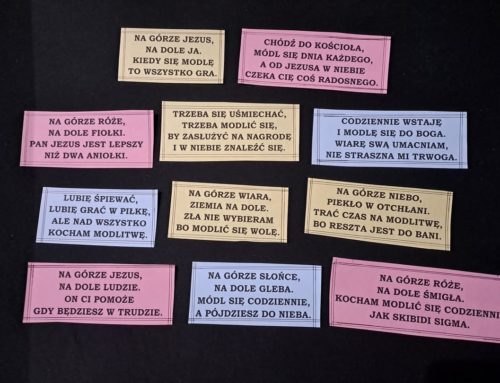 NA GÓRZE JEZUS,
NA DOLE JA.
KIEDY SIĘ MODLĘ
TO WSZYSTKO GRA.
CHÓDŹ DO KOŚCIOŁA,
MÓDL SIĘ DNIA KAŻDEGO,
A OD JEZUSA W NIEBIE
CZEKA CIĘ COŚ RADOSNEGO.
NA GÓRZE RÓŻE,
NA DOLE FIOŁKI.
PAN JEZUS JEST LEPSZY
NIŻ DWA ANIOŁKI.
TRZEBA SIĘ UŚMIECHAĆ,
TRZEBA MODLIĆ SIĘ,
BY ZASŁUŻYĆ NA NAGRODĘ
I W NIEBIE ZNALEŹĆ SIĘ.
CODZIENNIE WSTAJĘ
I MODLĘ SIĘ DO BOGA.
WIARĘ SWĄ UMACNIAM,
NIE STRASZNA MI TRWOGA.
LUBIĘ ŚPIEWAĆ,
LUBIĘ GRAĆ W PIŁKĘ,
ALE NAD WSZYSTKO
KOCHAM MODLITWĘ.
NA GÓRZE WIARA,
ZIEMIA NA DOLE.
ZŁA NIE WYBIERAM
BO MODLIĆ SIĘ WOLĘ.
NA GÓRZE NIEBO,
PIEKŁO W OTCHŁANI.
TRAĆ CZAS NA MODLITWĘ,
BO RESZTA JEST DO BANI.
NA GÓRZE JEZUS,
NA DOLE LUDZIE.
ON CI POMOŻE
GDY BĘDZIESZ W TRUDZIE.
NA GÓRZE SŁOŃCE,
NA DOLE GLEBA.
MÓDL SIĘ CODZIENNIE,
A PÓJDZIESZ DO NIEBA.
NA GÓRZE RÓŻE,
NA DOLE ŚMIGŁA.
KOCHAM MODLIĆ SIĘ CODZIENNI
JAK SKIBIDI SIGMA.